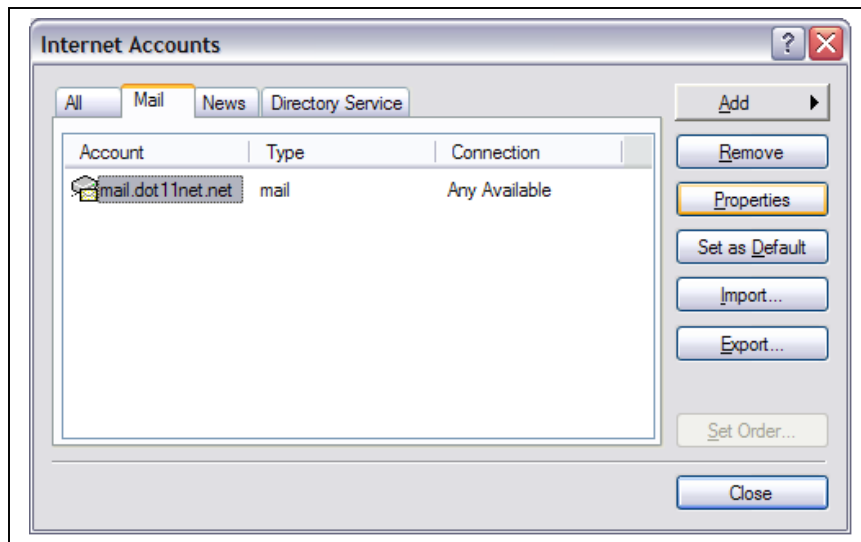 Internet Accounts
?
All Mail News Directory Service
Add
Account Type Connection
Remove
mail.dot11net.net mail Any Available
Properties
Set as Default
Import...
Export...
Set Order...
Close